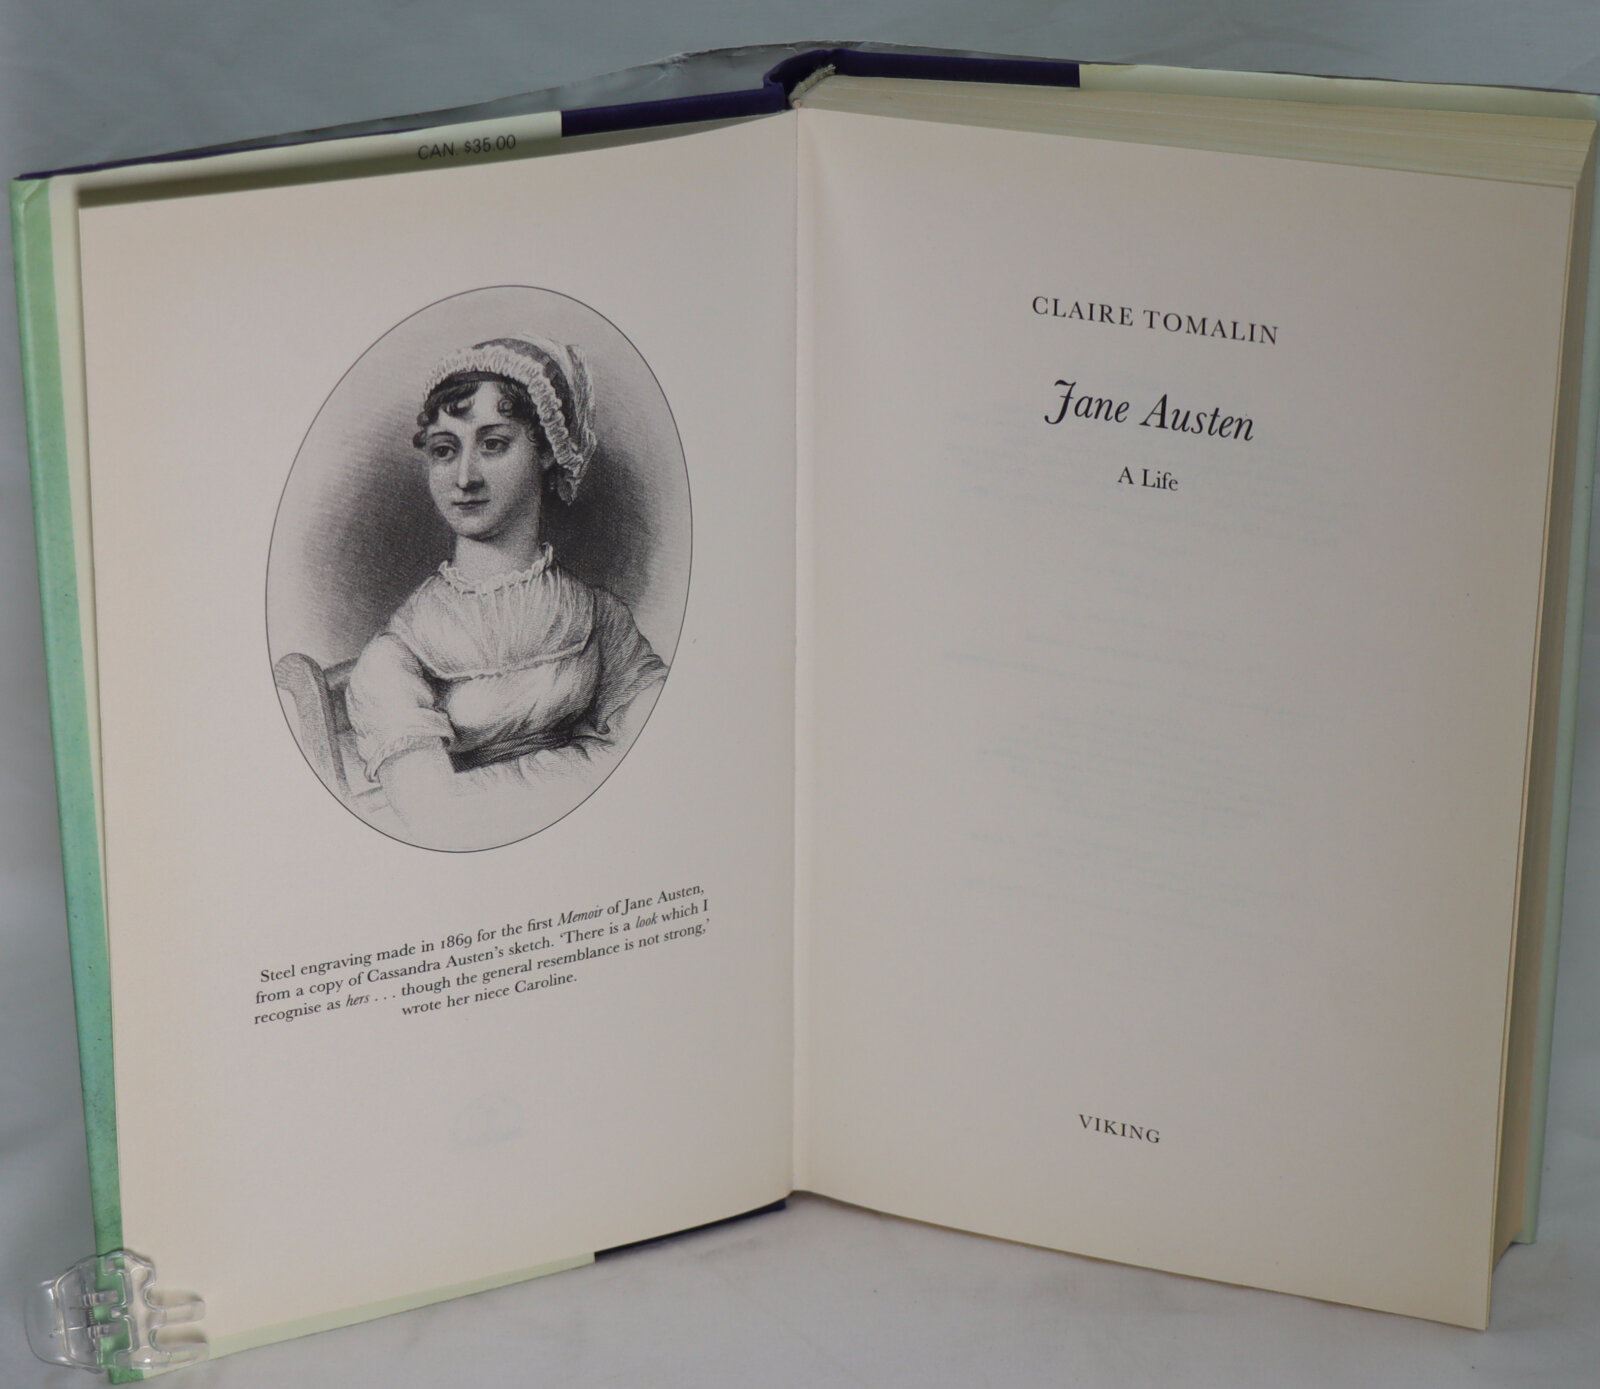 CAN. $35.00
Steel engraving made in 1869 for the first Memoir of Jane Austen,
from a copy of Cassandra Austen's sketch. 'There is a look which I
recognise as hers . . . though the general resemblance is not strong,'
wrote her niece Caroline.
CLAIRE TOMALIN
Jane Austen
A Life
VIKING